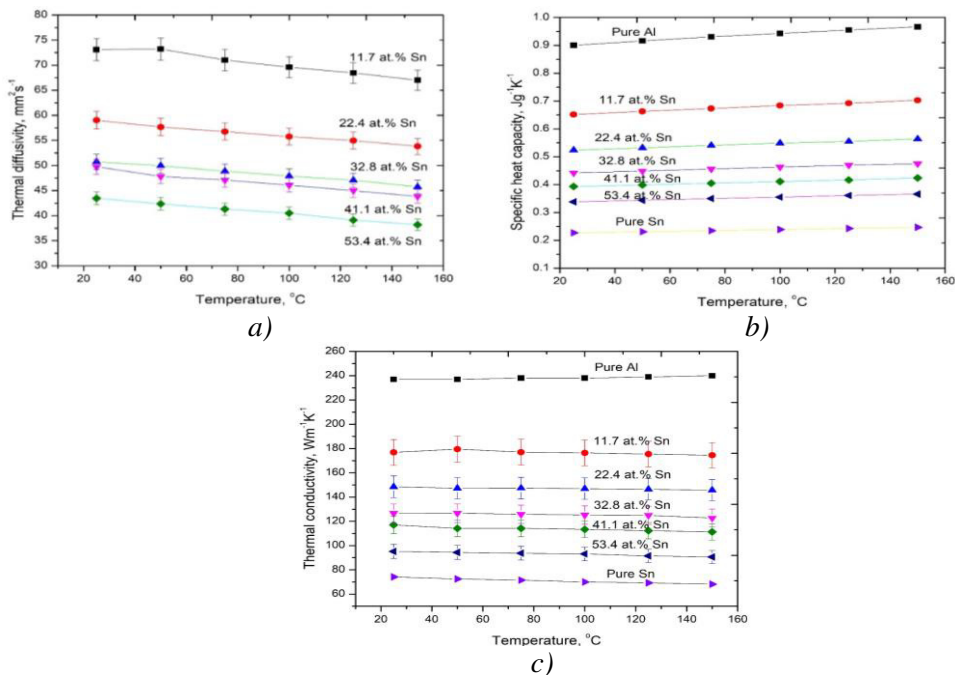 a)
Thermal diffusivity, mm²s⁻¹
80
75
70
65
60
55
50
45
40
35
30
11.7 at.% Sn
22.4 at.% Sn
32.8 at.% Sn
41.1 at.% Sn
53.4 at.% Sn
20 40 60 80 100 120 140 160
Temperature, °C
a)
Specific heat capacity, Jg⁻¹K⁻¹
1.0
0.9
0.8
0.7
0.6
0.5
0.4
0.3
0.2
0.1
Pure Al
11.7 at.% Sn
22.4 at.% Sn
32.8 at.% Sn
41.1 at.% Sn
53.4 at.% Sn
Pure Sn
20 40 60 80 100 120 140 160
Temperature, °C
b)
Thermal conductivity, Wm⁻¹K⁻¹
260
240
220
200
180
160
140
120
100
80
60
Pure Al
11.7 at.% Sn
22.4 at.% Sn
32.8 at.% Sn
41.1 at.% Sn
53.4 at.% Sn
Pure Sn
20 40 60 80 100 120 140 160
Temperature, °C
c)